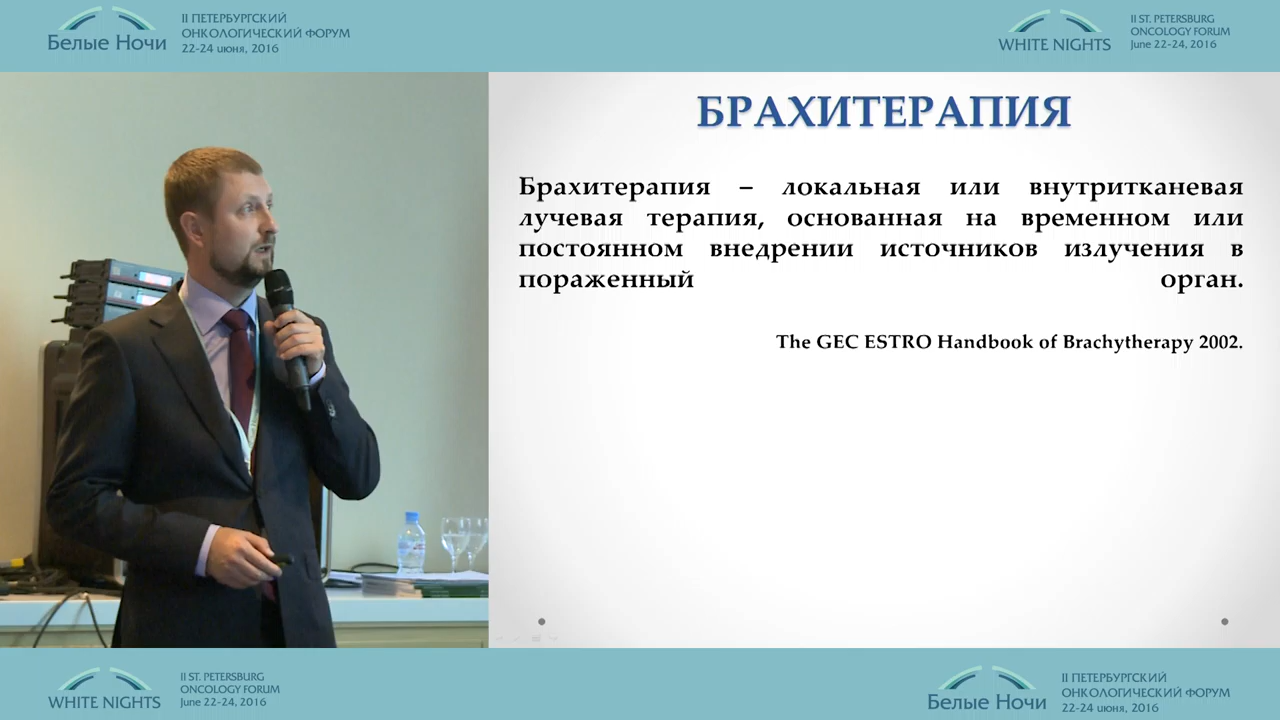 Белые Ночи
II ПЕТЕРБУРГСКИЙ
ОНКОЛОГИЧЕСКИЙ ФОРУМ
22-24 июня, 2016
WHITE NIGHTS
II ST. PETERSBURG
ONCOLOGY FORUM
June 22-24, 2016
БРАХИТЕРАПИЯ
Брахитерапия – локальная или внутритканевая
лучевая терапия, основанная на временном или
постоянном внедрении источников излучения в
пораженный орган.
The GEC ESTRO Handbook of Brachytherapy 2002.
WHITE NIGHTS
II ST. PETERSBURG
ONCOLOGY FORUM
June 22-24, 2016
Белые Ночи
II ПЕТЕРБУРГСКИЙ
ОНКОЛОГИЧЕСКИЙ ФОРУМ
22-24 июня, 2016